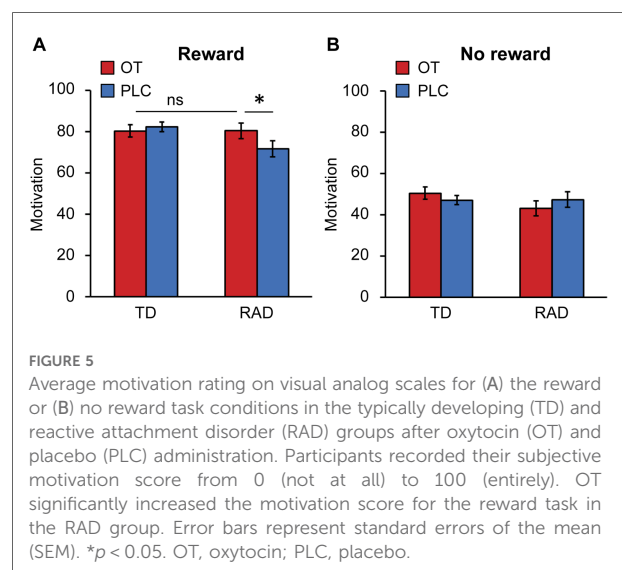 A
Reward
OT
PLC
ns
*
100
80
60
40
20
0
Motivation
TD
RAD
B
No reward
OT
PLC
100
80
60
40
20
0
Motivation
TD
RAD
FIGURE 5
Average motivation rating on visual analog scales for (A) the reward
or (B) no reward task conditions in the typically developing (TD) and
reactive attachment disorder (RAD) groups after oxytocin (OT) and
placebo (PLC) administration. Participants recorded their subjective
motivation score from 0 (not at all) to 100 (entirely). OT
significantly increased the motivation score for the reward task in
the RAD group. Error bars represent standard errors of the mean
(SEM). *p < 0.05. OT, oxytocin; PLC, placebo.